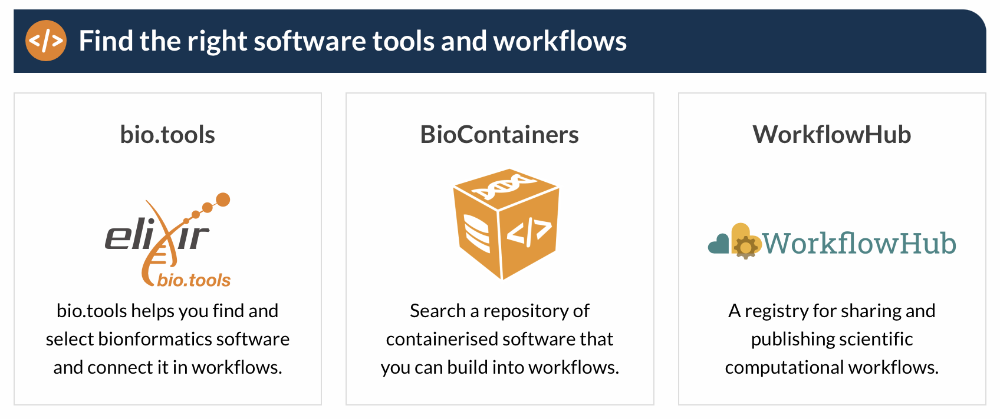 </> Find the right software tools and workflows
bio.tools
elixir
bio.tools
bio.tools helps you find and
select bionformatics software
and connect it in workflows.
BioContainers
</>
Search a repository of
containerised software that
you can build into workflows.
WorkflowHub
WorkflowHub
A registry for sharing and
publishing scientific
computational workflows.